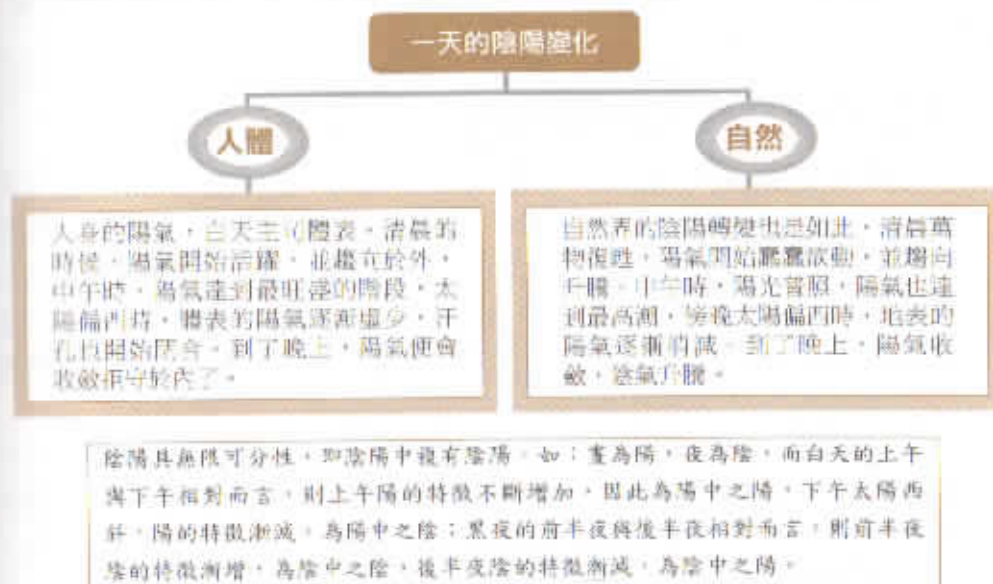 一天的陰陽變化
人體
自然
人身的陽氣，白天主司體表。清晨的
時候，陽氣開始活躍，並趨向於外，
中午時，陽氣達到最旺盛的階段，太
陽偏西時，體表的陽氣逐漸虛少，汗
孔也開始閉合。到了晚上，陽氣便會
收斂拒守於內了。
自然界的陰陽轉變也是如此，清晨萬
物復甦，陽氣開始蠢蠢欲動，並趨向
升騰。中午時，陽光普照，陽氣也達
到最高潮，傍晚太陽偏西時，地表的
陽氣逐漸消減。到了晚上，陽氣收
斂，陰氣升騰。
陰陽具無限可分性，即陰陽中復有陰陽。如：晝為陽，夜為陰，而白天的上午
與下午相對而言，則上午陽的特徵不斷增加，因此為陽中之陽，下午太陽西
斜，陽的特徵漸減，為陽中之陰；黑夜的前半夜與後半夜相對而言，則前半夜
陰的特徵漸增，為陰中之陰，後半夜陰的特徵漸減，為陰中之陽。